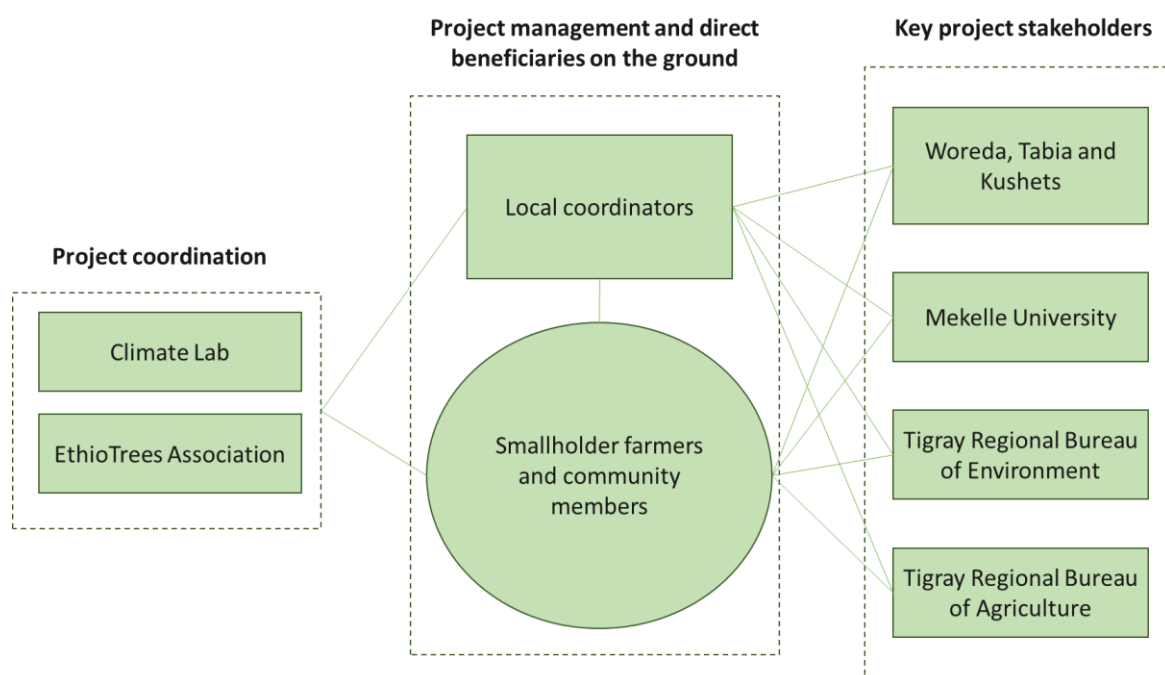 Project coordination
Climate Lab
EthioTrees Association
Project management and direct
beneficiaries on the ground
Local coordinators
Smallholder farmers
and community
members
Key project stakeholders
Woreda, Tabia and
Kushets
Mekelle University
Tigray Regional Bureau
of Environment
Tigray Regional Bureau
of Agriculture